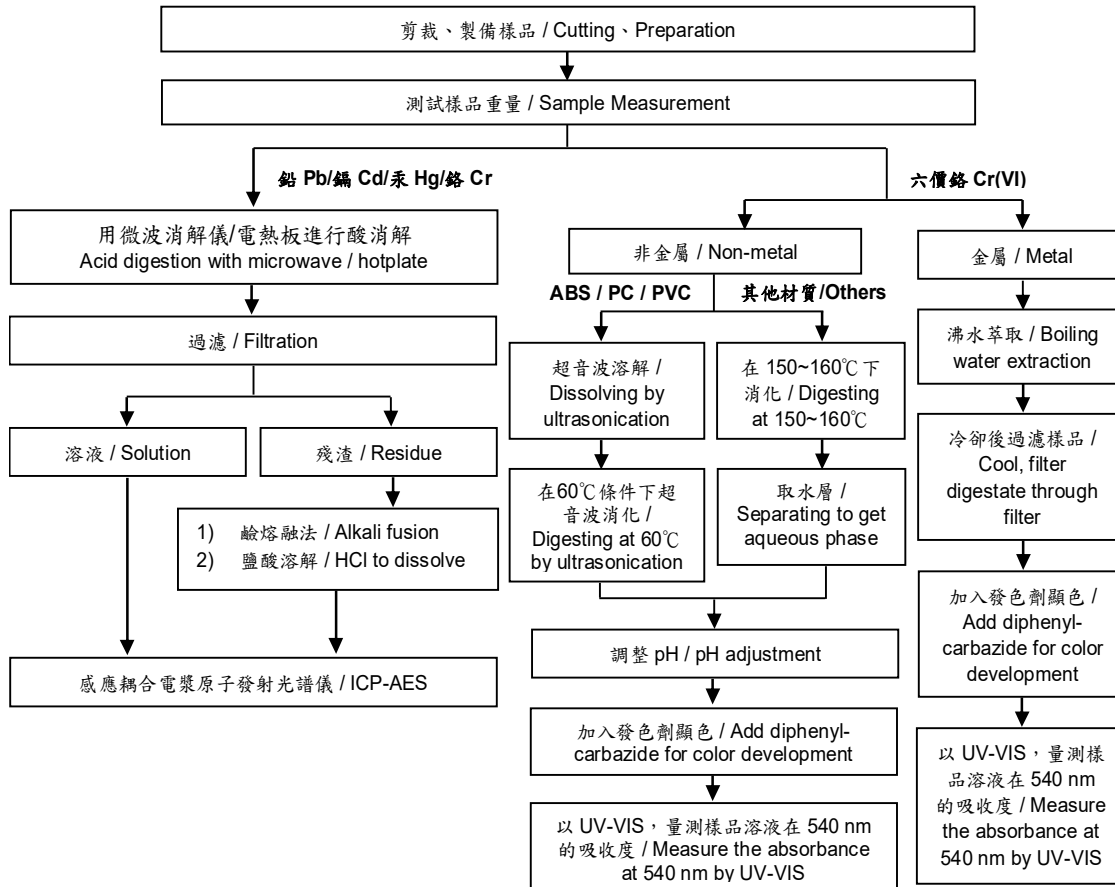 剪裁、製備樣品 / Cutting、Preparation
測試樣品重量 / Sample Measurement
鉛 Pb/鎘 Cd/汞 Hg/鉻 Cr
六價鉻 Cr(VI)
用微波消解儀/電熱板進行酸消解
Acid digestion with microwave / hotplate
過濾 / Filtration
溶液 / Solution
殘渣 / Residue
1) 鹼熔融法 / Alkali fusion
2) 鹽酸溶解 / HCl to dissolve
感應耦合電漿原子發射光譜儀 / ICP-AES
非金屬 / Non-metal
ABS / PC / PVC
其他材質/Others
超音波溶解 /
Dissolving by
ultrasonication
在 150~160℃下
消化 / Digesting
at 150~160℃
在60℃條件下超
音波消化 /
Digesting at 60℃
by ultrasonication
取水層 /
Separating to get
aqueous phase
調整 pH / pH adjustment
加入發色劑顯色 / Add diphenyl-
carbazide for color development
以 UV-VIS，量測樣品溶液在 540 nm
的吸收度 / Measure the absorbance
at 540 nm by UV-VIS
金屬 / Metal
沸水萃取 / Boiling
water extraction
冷卻後過濾樣品 /
Cool, filter
digestate through
filter
加入發色劑顯色 /
Add diphenyl-
carbazide for color
development
以 UV-VIS，量測樣
品溶液在 540 nm
的吸收度 / Measure
the absorbance at
540 nm by UV-VIS